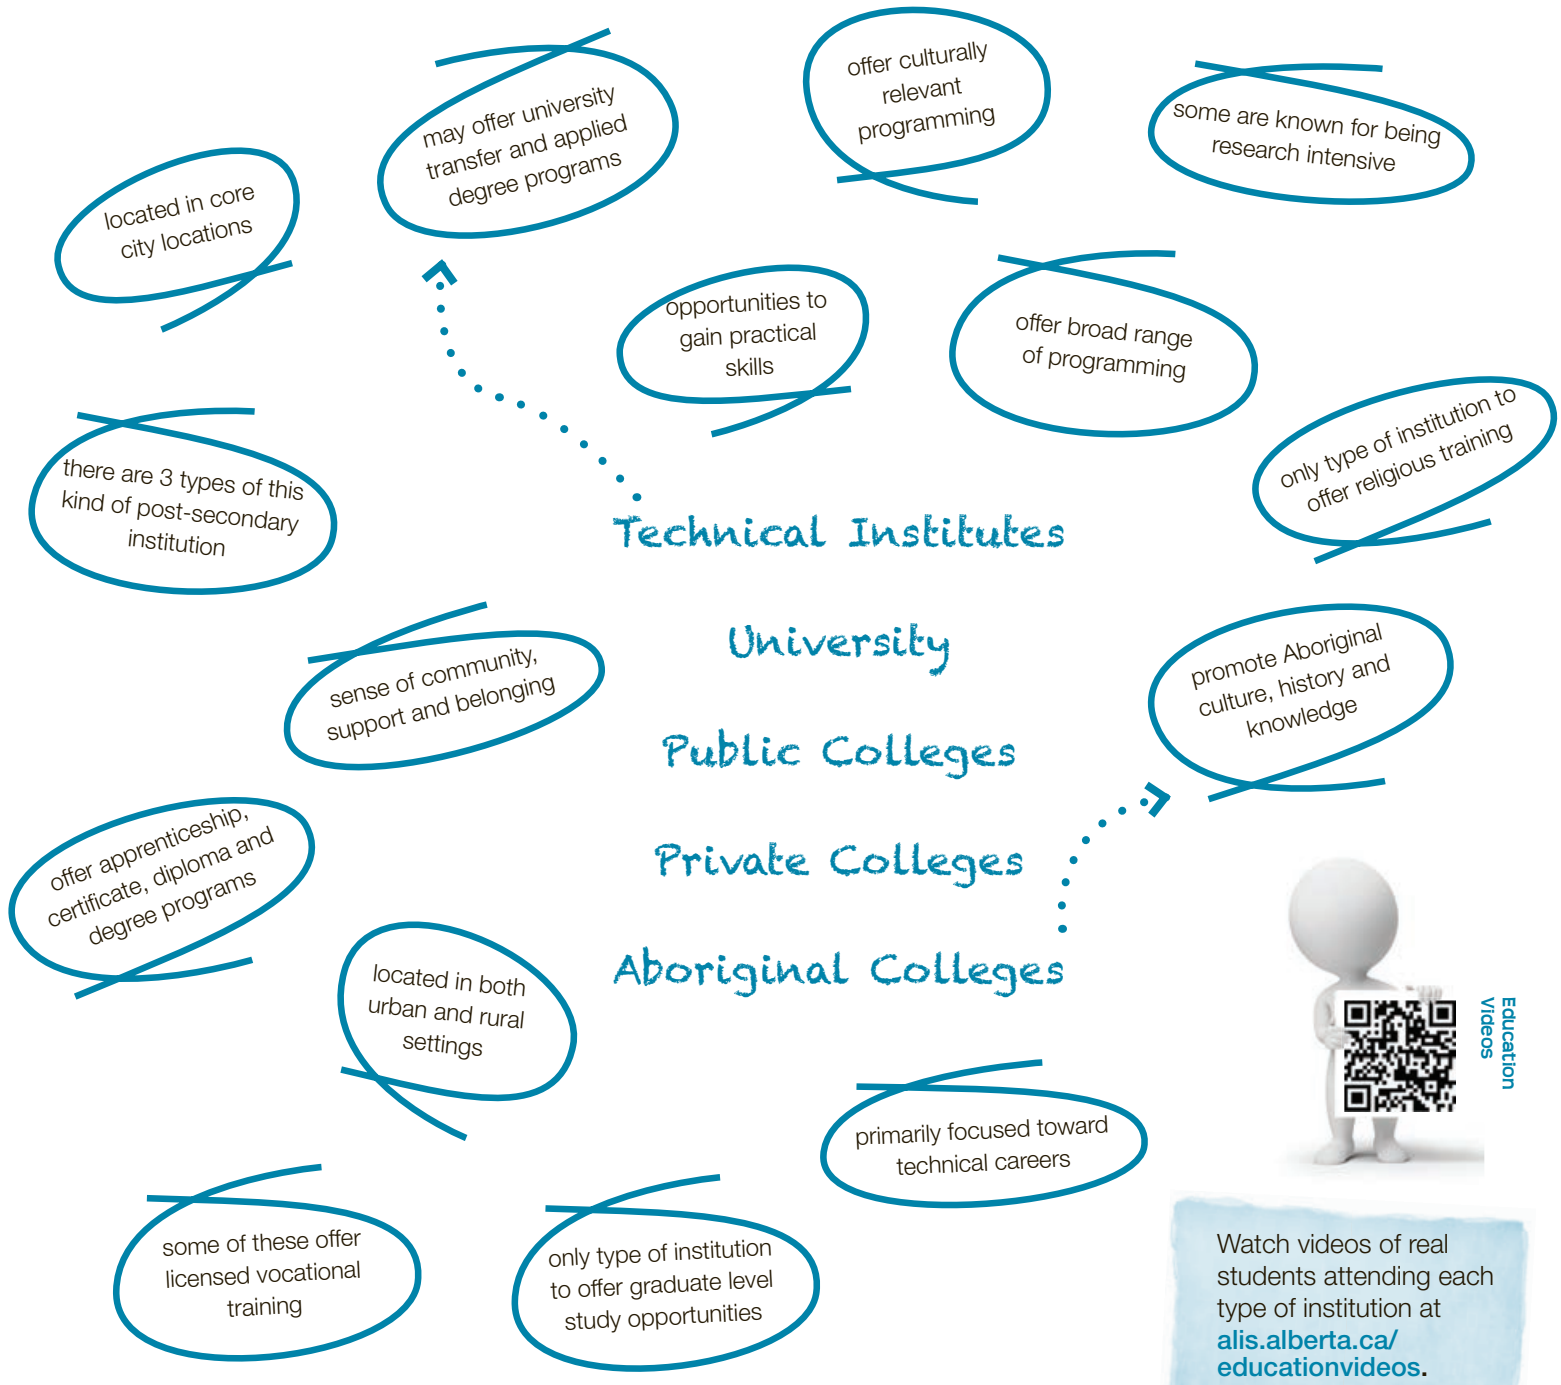 offer culturally
relevant
programming
may offer university
transfer and applied
degree programs
some are known for being
research intensive
located in core
city locations
opportunities to
gain practical
skills
offer broad range
of programming
only type of institution to
offer religious training
there are 3 types of this
kind of post-secondary
institution
Technical Institutes
University
Public Colleges
Private Colleges
Aboriginal Colleges
sense of community,
support and belonging
promote Aboriginal
culture, history and
knowledge
offer apprenticeship,
certificate, diploma and
degree programs
located in both
urban and rural
settings
Education
Videos
primarily focused toward
technical careers
some of these offer
licensed vocational
training
only type of institution
to offer graduate level
study opportunities
Watch videos of real
students attending each
type of institution at
alis.alberta.ca/
educationvideos.